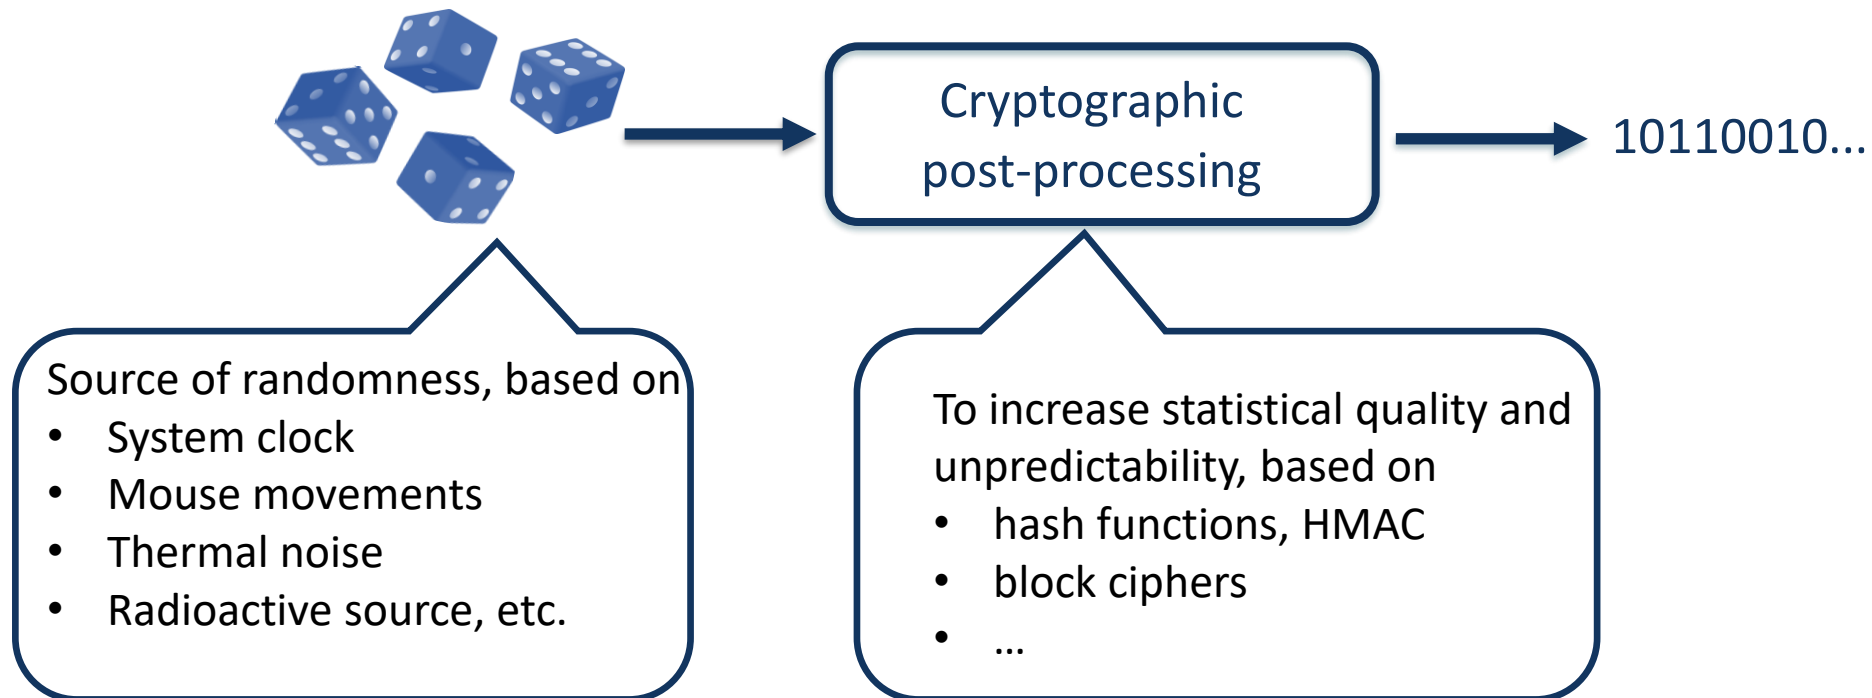 Cryptographic
post-processing
10110010...
Source of randomness, based on
• System clock
• Mouse movements
• Thermal noise
• Radioactive source, etc.
To increase statistical quality and
unpredictability, based on
• hash functions, HMAC
• block ciphers
• …